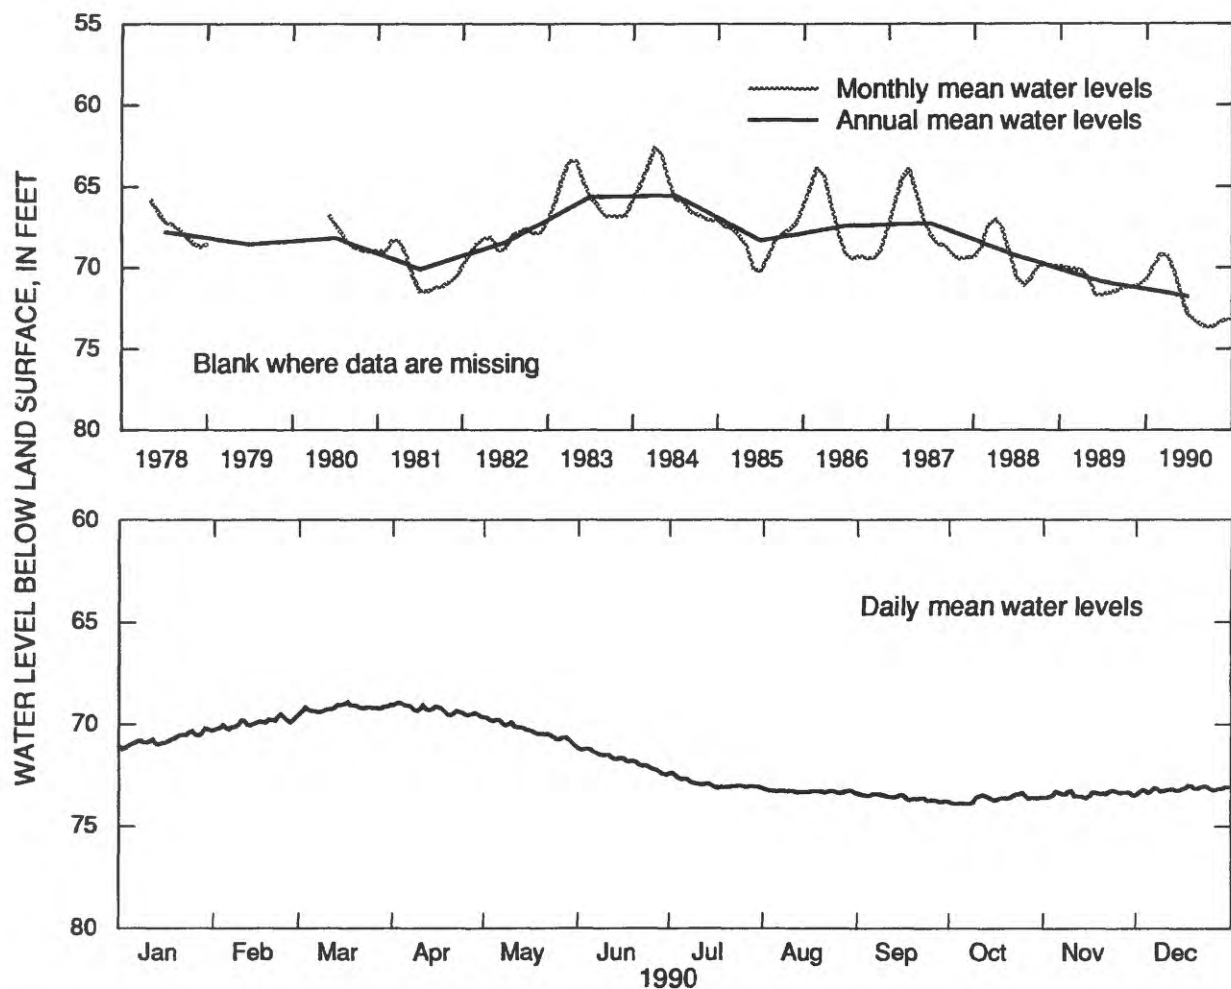 WATER LEVEL BELOW LAND SURFACE, IN FEET
55
60
65
70
75
80
Monthly mean water levels
Annual mean water levels
Blank where data are missing
1978 1979 1980 1981 1982 1983 1984 1985 1986 1987 1988 1989 1990
60
65
70
75
80
Daily mean water levels
Jan Feb Mar Apr May Jun Jul Aug Sep Oct Nov Dec
1990